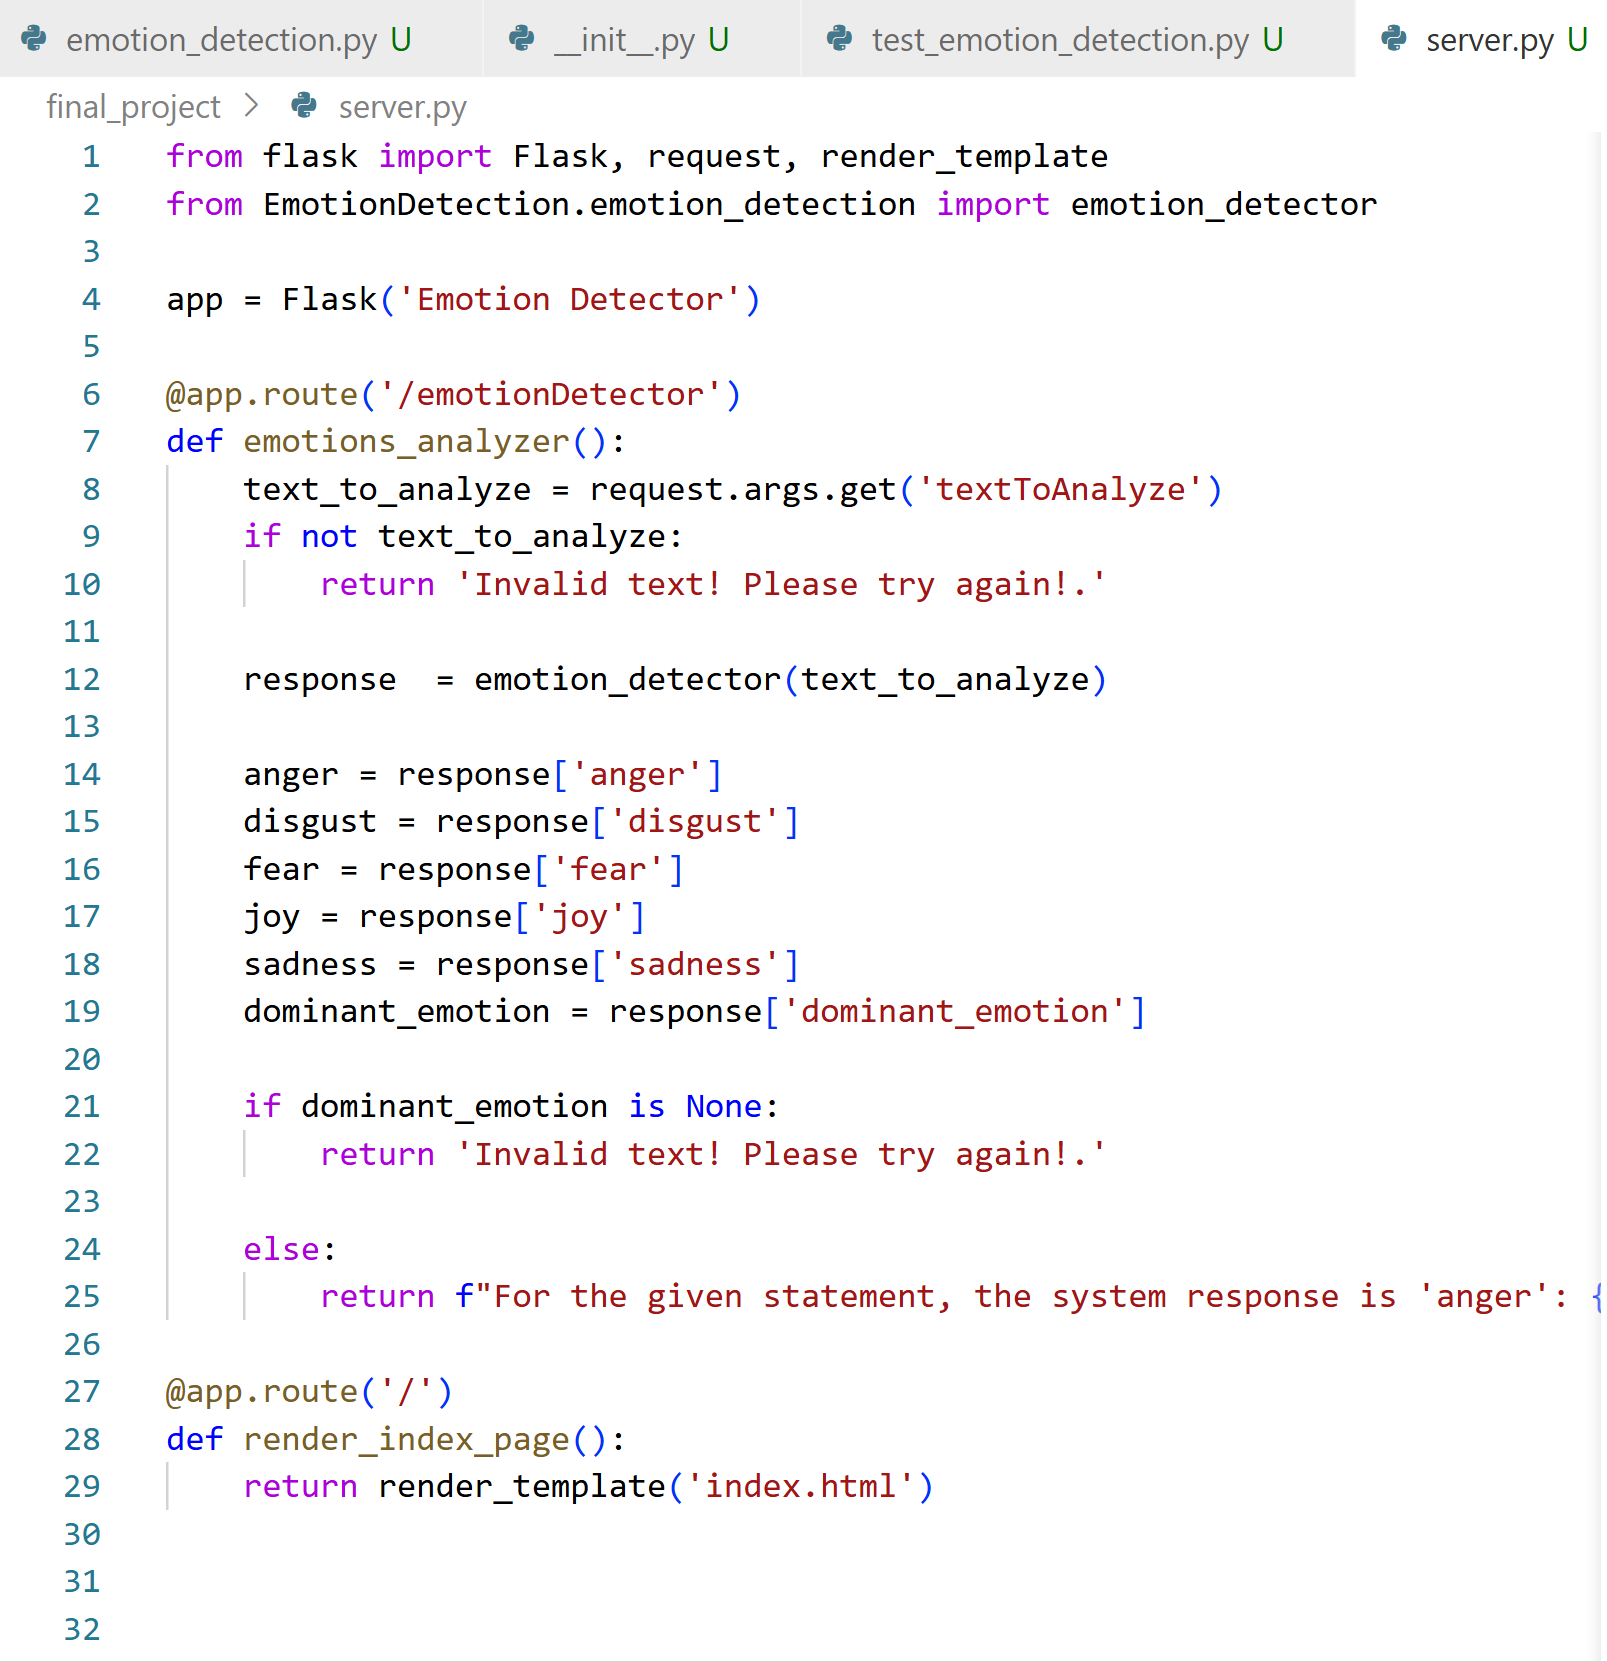 emotion_detection.py U
__init__.py U
test_emotion_detection.py U
server.py U
final_project > server.py
1 from flask import Flask, request, render_template
2 from EmotionDetection.emotion_detection import emotion_detector
3
4 app = Flask('Emotion Detector')
5
6 @app.route('/emotionDetector')
7 def emotions_analyzer():
8     text_to_analyze = request.args.get('textToAnalyze')
9     if not text_to_analyze:
10         return 'Invalid text! Please try again!.'
11
12     response  = emotion_detector(text_to_analyze)
13
14     anger = response['anger']
15     disgust = response['disgust']
16     fear = response['fear']
17     joy = response['joy']
18     sadness = response['sadness']
19     dominant_emotion = response['dominant_emotion']
20
21     if dominant_emotion is None:
22         return 'Invalid text! Please try again!.'
23
24     else:
25         return f"For the given statement, the system response is 'anger': {
26
27 @app.route('/')
28 def render_index_page():
29     return render_template('index.html')
30
31
32